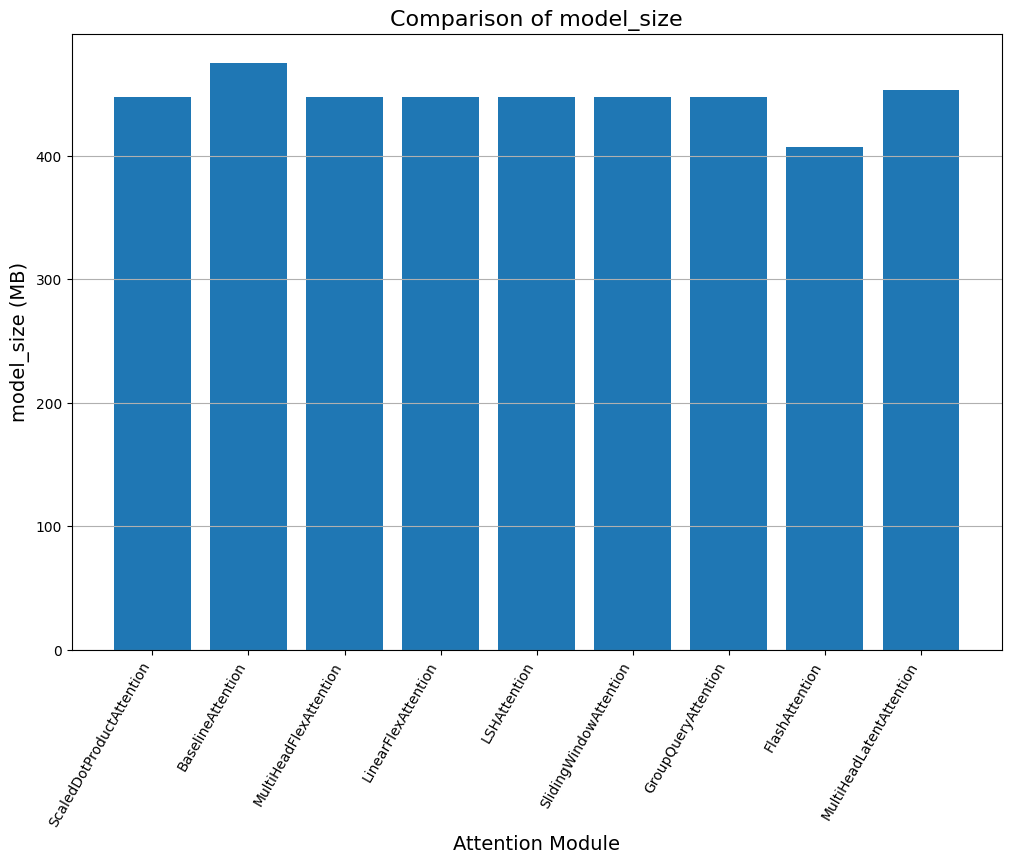 Comparison of model_size
model_size (MB)
400
300
200
100
0
ScaledDotProductAttention
BaselineAttention
MultiHeadFlexAttention
LinearFlexAttention
LSHAttention
SlidingWindowAttention
GroupQueryAttention
FlashAttention
MultiHeadLatentAttention
Attention Module